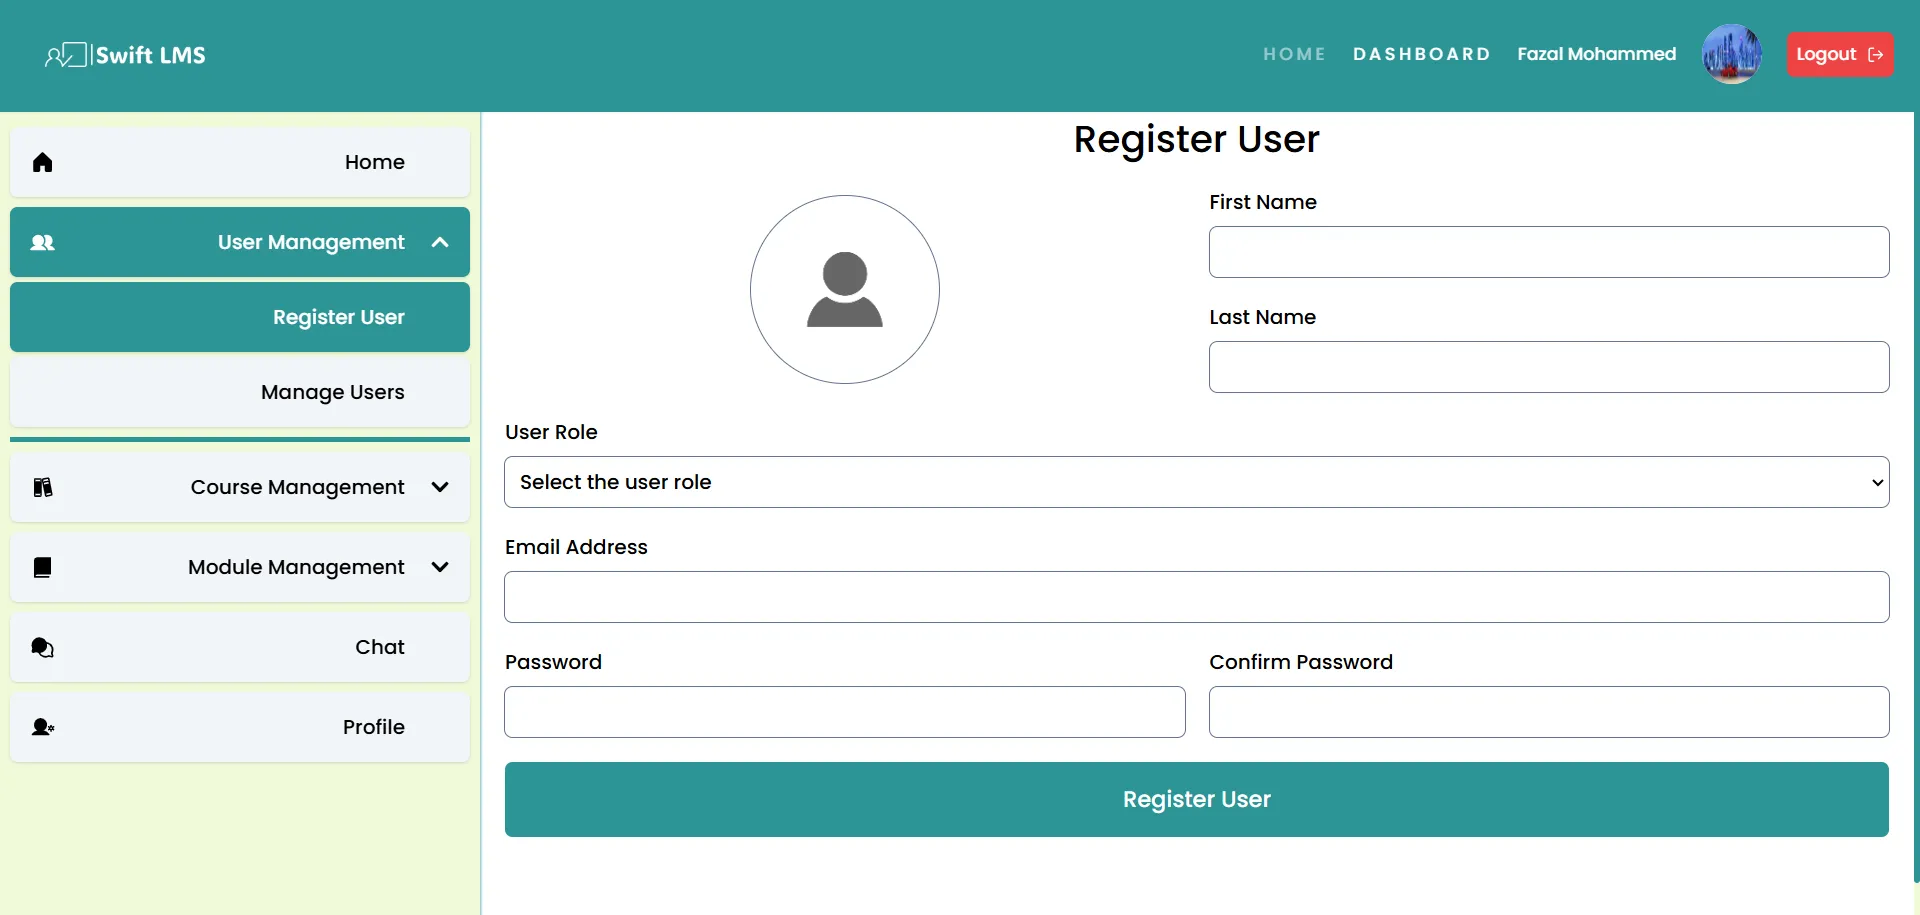 Swift LMS
HOME
DASHBOARD
Fazal Mohammed
Logout
Home
User Management
Register User
Manage Users
Course Management
Module Management
Chat
Profile
Register User
First Name
Last Name
User Role
Select the user role
Email Address
Password
Confirm Password
Register User